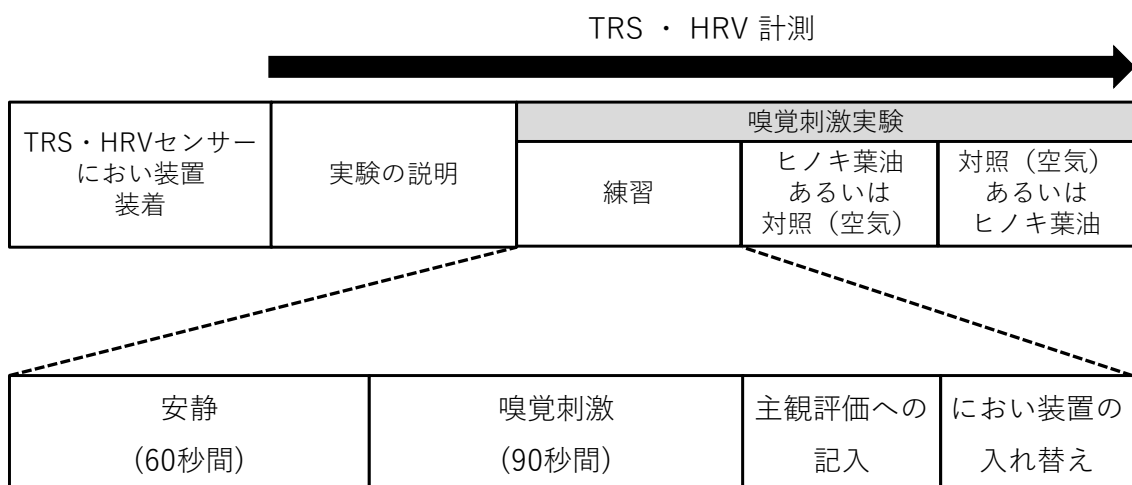 TRS ・ HRV 計測
TRS・HRVセンサー
におい装置
装着
実験の説明
嗅覚刺激実験
練習
ヒノキ葉油
あるいは
対照（空気）
対照（空気）
あるいは
ヒノキ葉油
安静
(60秒間)
嗅覚刺激
(90秒間)
主観評価への
記入
におい装置の
入れ替え